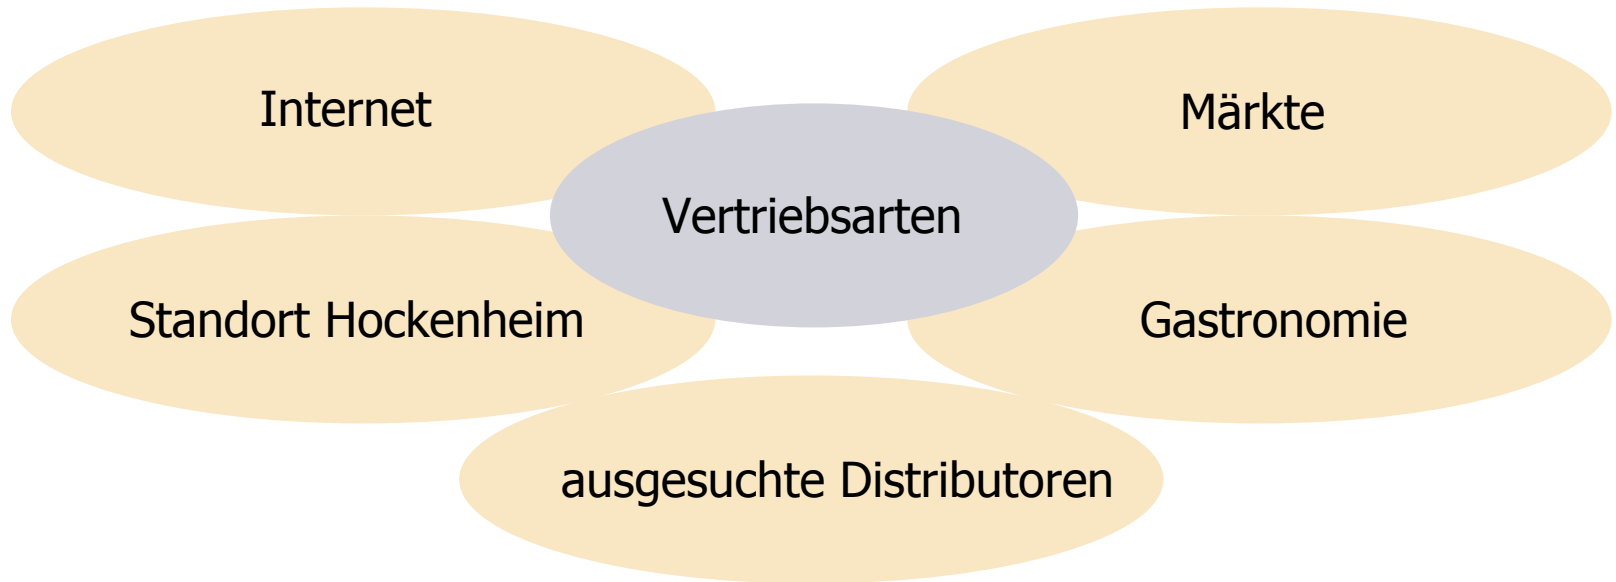 Internet
Märkte
Vertriebsarten
Standort Hockenheim
Gastronomie
ausgesuchte Distributoren